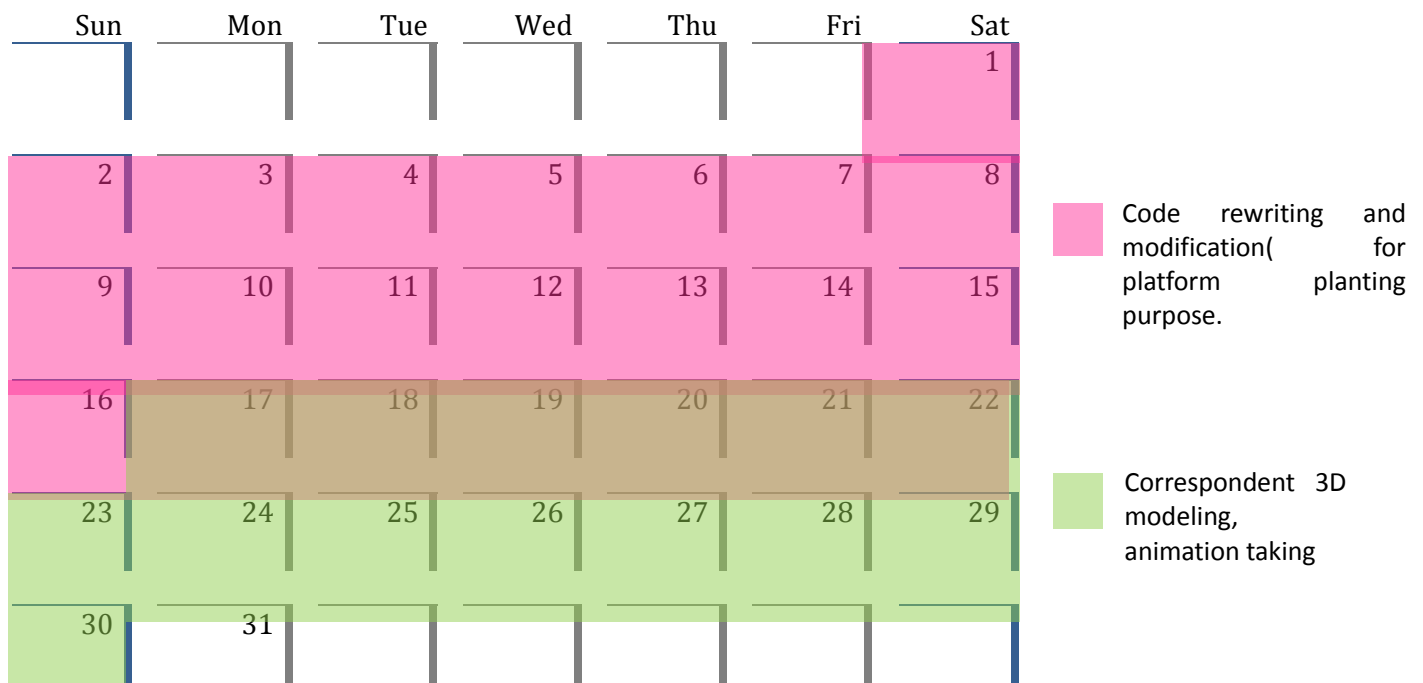 Sun Mon Tue Wed Thu Fri Sat
1
2 3 4 5 6 7 8
9 10 11 12 13 14 15
16 17 18 19 20 21 22
23 24 25 26 27 28 29
30 31
Code rewriting and
modification( for
platform planting
purpose.
Correspondent 3D
modeling,
animation taking